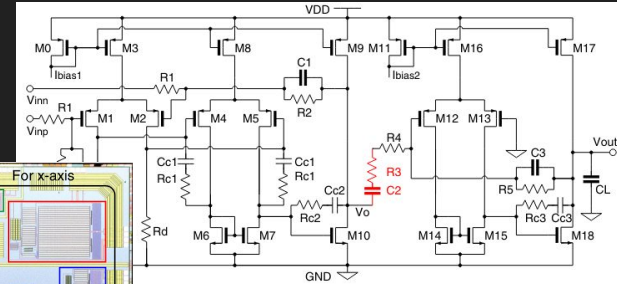 VDD
M0
M3
M8
M9
M11
M16
M17
Ibias1
Ibias2
C1
R1
Vinn
R2
R1
Vinp
M1
M2
M4
M5
R4
M12
M13
Vout
For x-axis
Cc1
Cc1
R3
C3
Rc1
Rc1
C2
R5
CL
Cc2
Rd
Rc2
Vo
Rc3
Cc3
M6
M7
M10
M14
M15
M18
GND